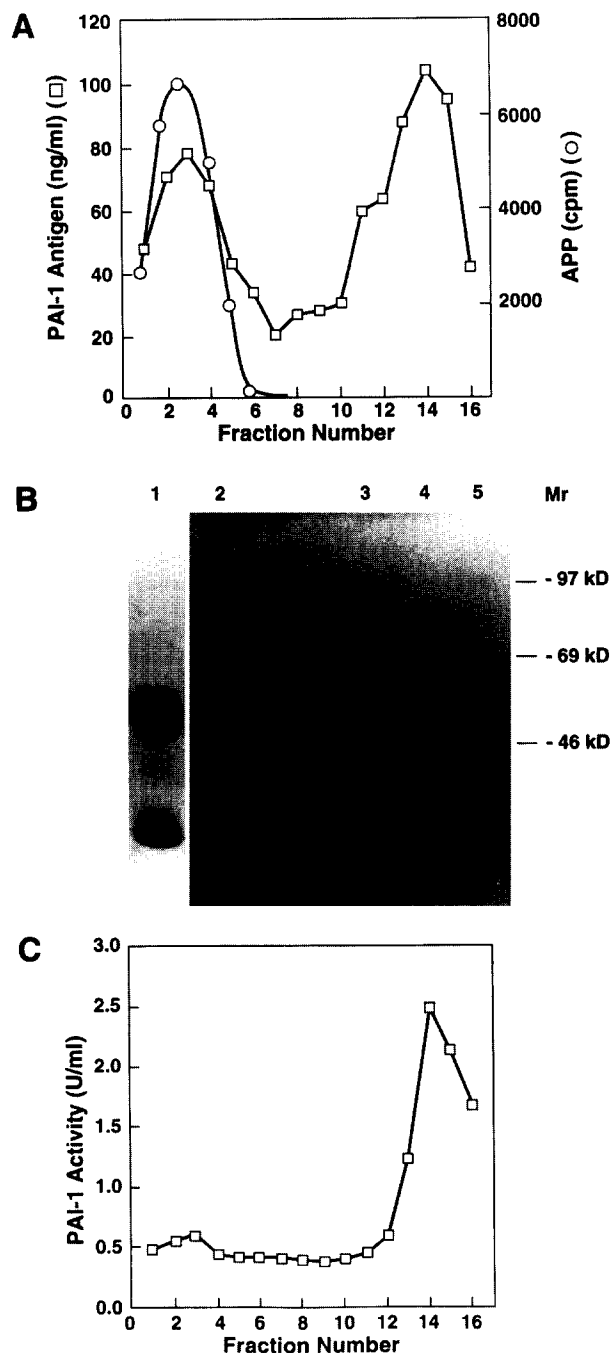 A
PAI-1 Antigen (ng/ml) (□)
120
100
80
60
40
20
0
8000
6000
4000
2000
APP (cpm) (○)
0 2 4 6 8 10 12 14 16
Fraction Number
B
1 2 3 4 5 Mr
- 97 kD
- 69 kD
- 46 kD
C
PAI-1 Activity (U/ml)
3.0
2.5
2.0
1.5
1.0
0.5
0.0
0 2 4 6 8 10 12 14 16
Fraction Number